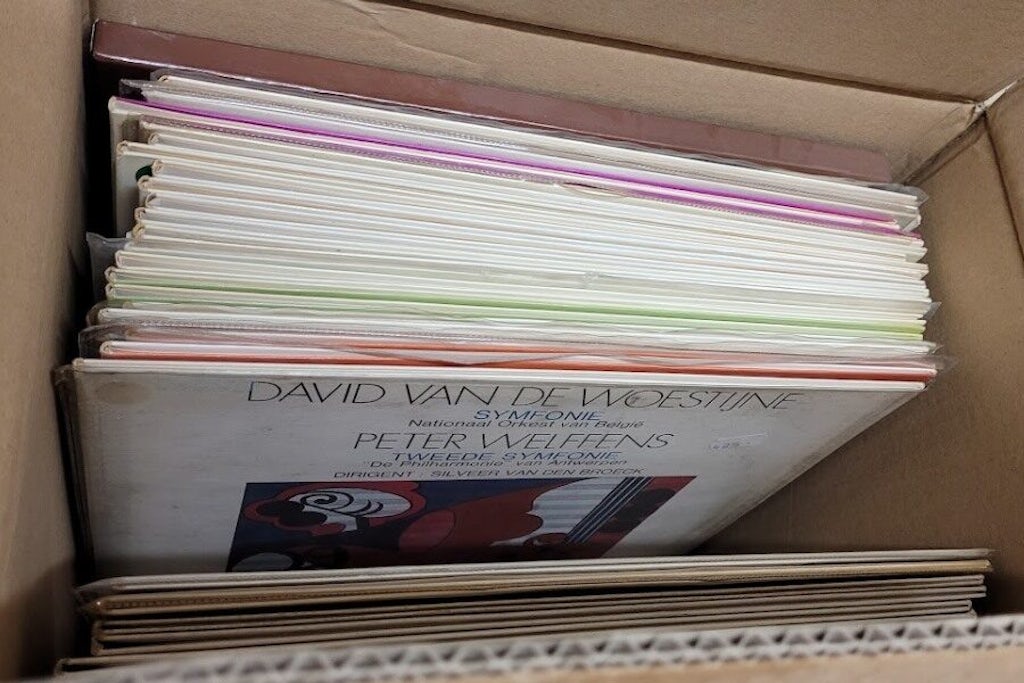 DAVID VAN DE WOESTIJNE
SYMFONIE
Nationaal Orkest van België
PETER WELFFENS
TWEEDE SYMFONIE
"De Philharmonie" van Antwerpen
DIRIGENT : SILVEER VAN DEN BROECK